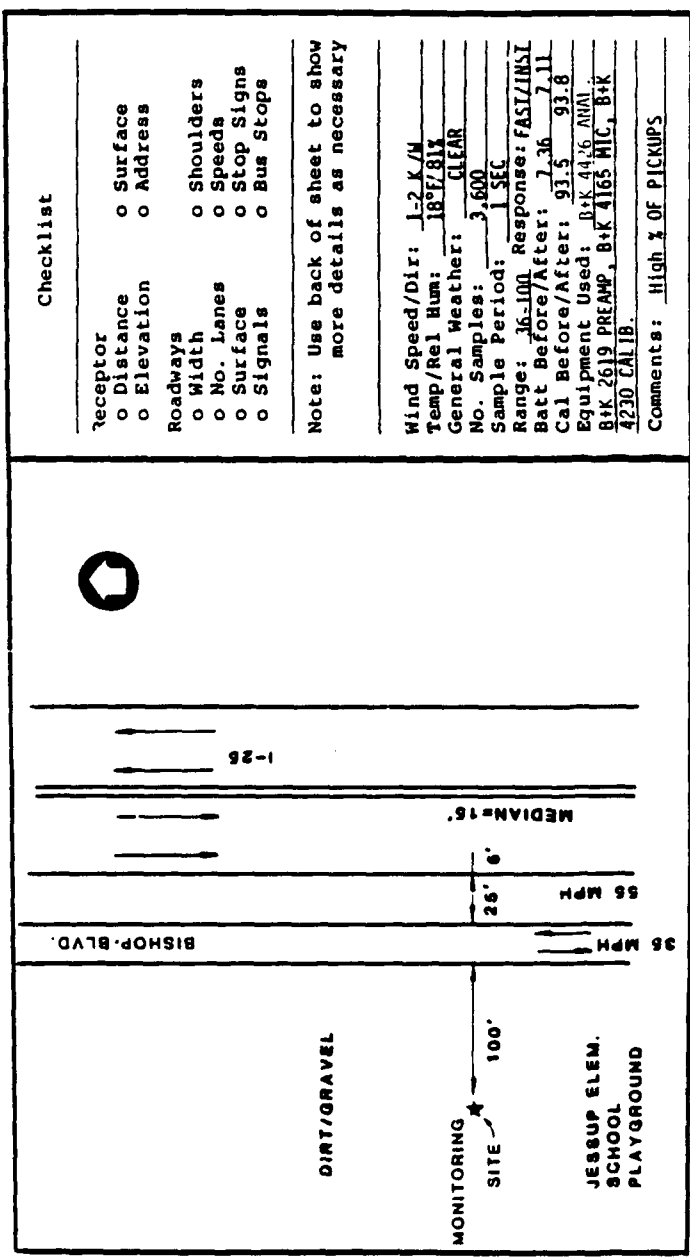 Checklist
Receptor
o Distance o Surface
o Elevation o Address
Roadways
o Width o Shoulders
o No. Lanes o Speeds
o Surface o Stop Signs
o Signals o Bus Stops
Note: Use back of sheet to show
more details as necessary
Wind Speed/Dir: 1-2 K/W
Temp/Rel Hum: 18°F/81%
General Weather: CLEAR
No. Samples: 3,600
Sample Period: 1 SEC
Range: 36-100 Response: FAST/INST
Batt Before/After: 7.36 7.11
Cal Before/After: 93.5 93.8
Equipment Used: B+K 4426 ANAL.
B+K 2619 PREAMP, B+K 4165 MIC, B+K
4230 CALIB.
Comments: High % OF PICKUPS
I-25
MEDIAN=15'
6'
25'
55 MPH
BISHOP BLVD.
35 MPH
100'
DIRT/GRAVEL
MONITORING
SITE
JESSUP ELEM.
SCHOOL
PLAYGROUND